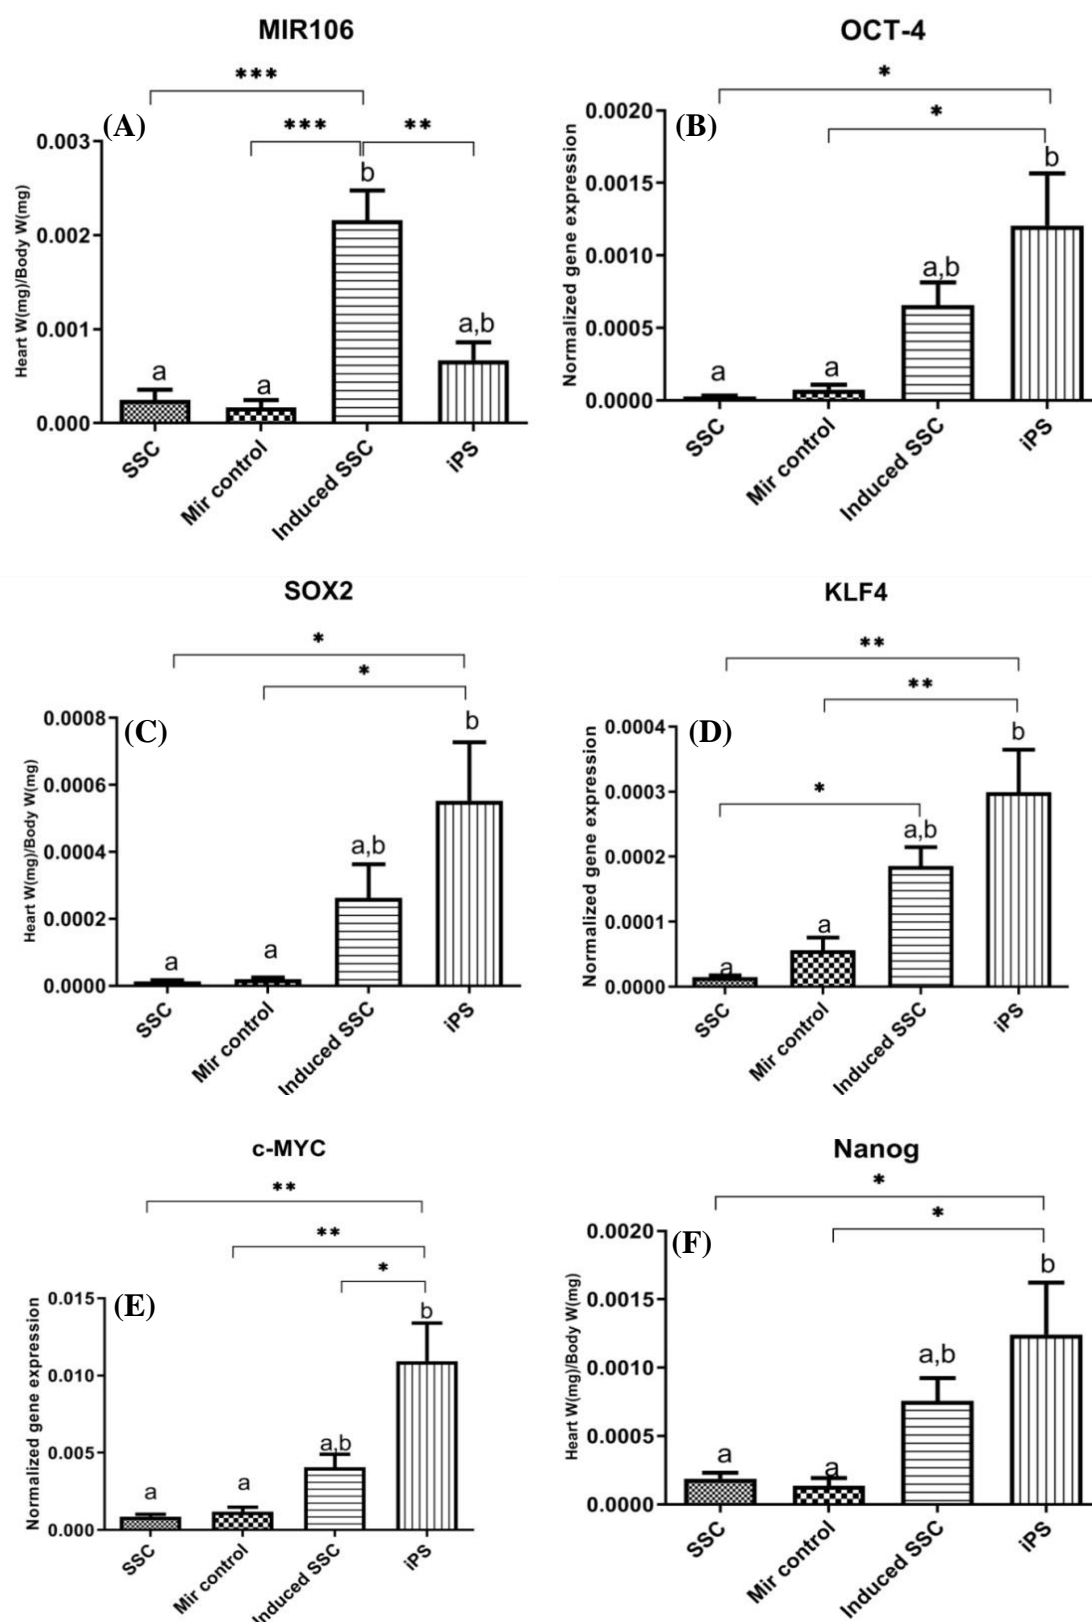 MIR106
***
(A)
***
**
0.003
b
0.002
a,b
0.001
a
a
0.000
Heart W(mg)/Body W(mg)
SSC
Mir control
Induced SSC
iPS
OCT-4
*
(B)
*
0.0020
b
0.0015
0.0010
a,b
0.0005
a
a
0.0000
Normalized gene expression
SSC
Mir control
Induced SSC
iPS
SOX2
*
*
(C)
0.0008
b
0.0006
0.0004
a,b
0.0002
a
a
0.0000
Heart W(mg)/Body W(mg)
SSC
Mir control
Induced SSC
iPS
KLF4
**
**
(D)
0.0004
b
0.0003
*
a,b
0.0002
0.0001
a
a
0.0000
Normalized gene expression
SSC
Mir control
Induced SSC
iPS
c-MYC
**
**
*
(E)
0.015
b
0.010
0.005
a,b
a
a
0.000
Normalized gene expression
SSC
Mir control
Induced SSC
iPS
Nanog
*
*
(F)
0.0020
b
0.0015
0.0010
a,b
0.0005
a
a
0.0000
Heart W(mg)/Body W(mg)
SSC
Mir control
Induced SSC
iPS